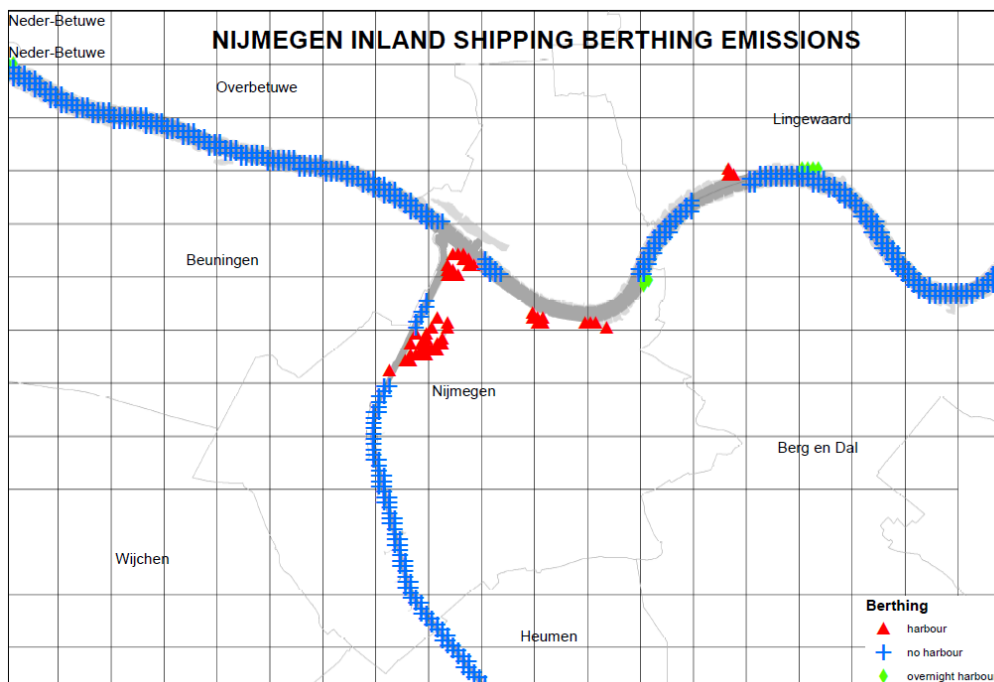 Neder-Betuwe
NIJMEGEN INLAND SHIPPING BERTHING EMISSIONS
Neder-Betuwe
Overbetuwe
Lingewaard
Beuningen
Nijmegen
Berg en Dal
Wijchen
Heumen
Berthing
harbour
no harbour
overnight harbour